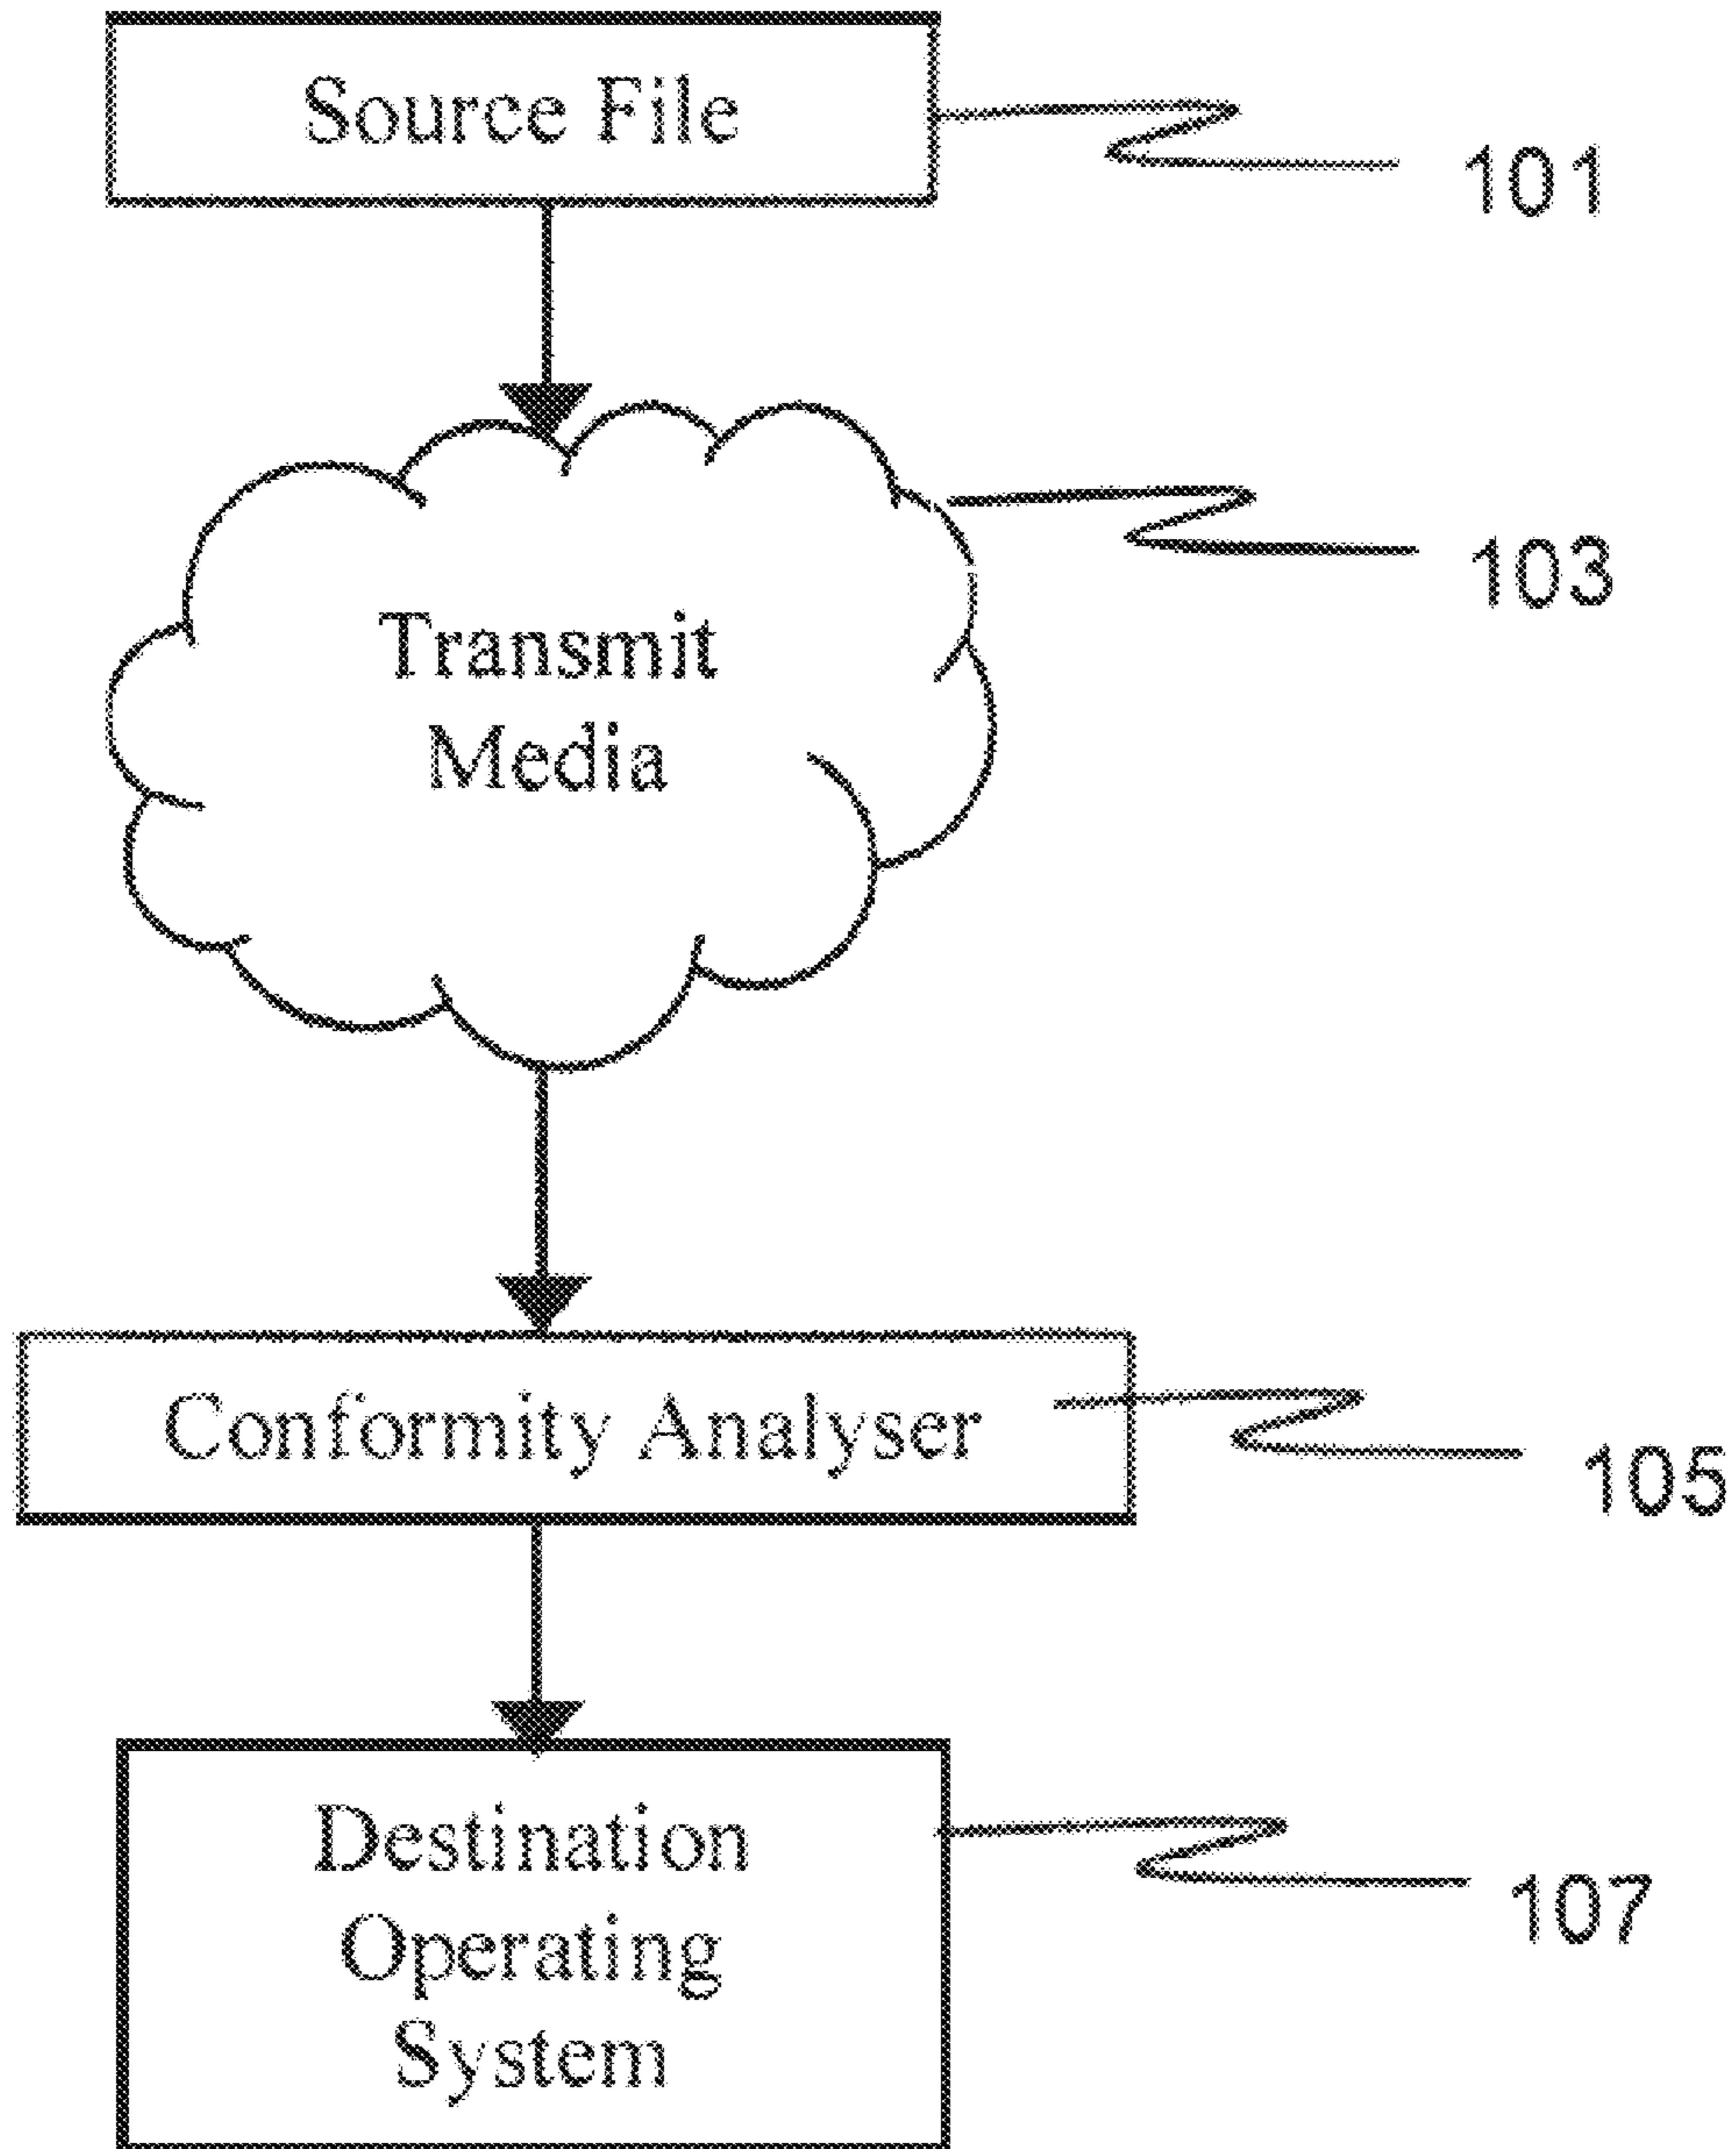 Source File
101
103
Transmit
Media
Conformity Analyser
105
Destination
Operating
System
107